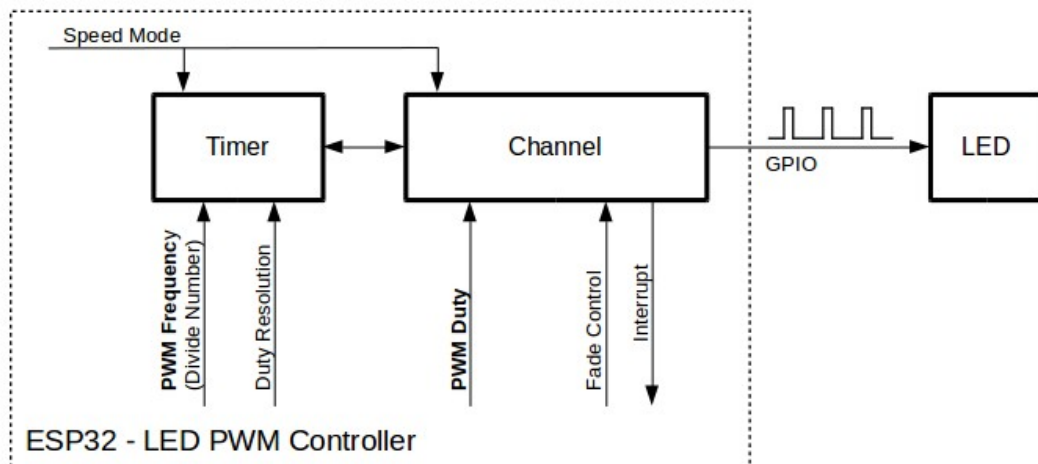 Speed Mode
Timer
Channel
GPIO
LED
PWM Frequency
(Divide Number)
Duty Resolution
PWM Duty
Fade Control
Interrupt
ESP32 - LED PWM Controller